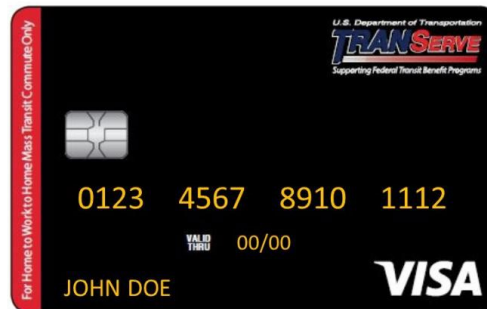 For Home to Work to Home Mass Transit Commute Only
U.S. Department of Transportation
TRANSERVE
Supporting Federal Transit Benefit Programs
0123 4567 8910 1112
VALID
THRU 00/00
JOHN DOE
VISA